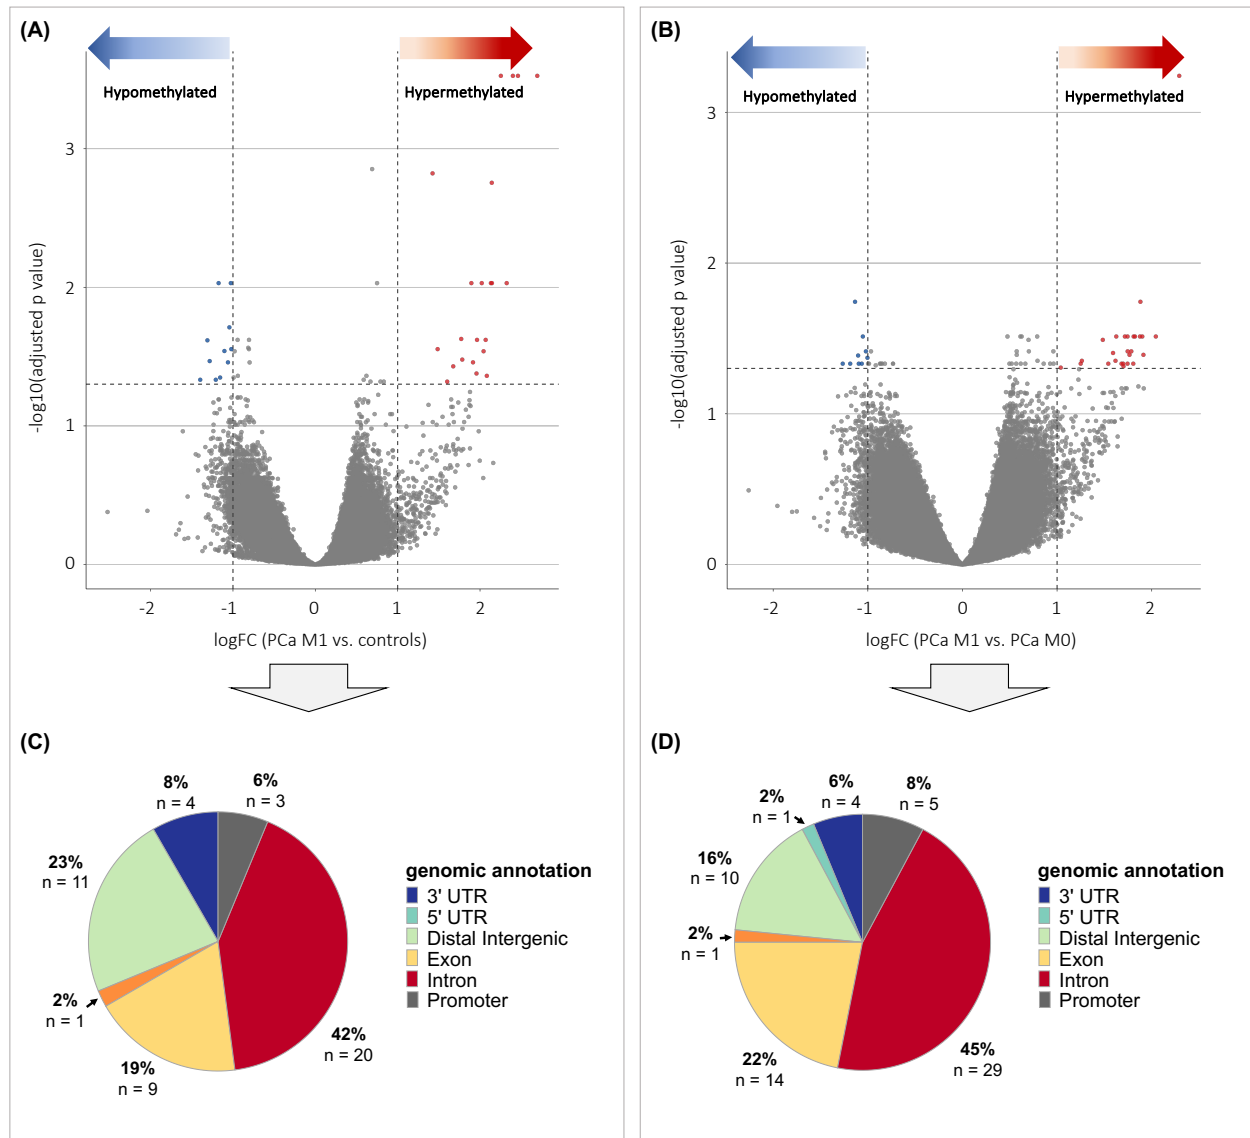 (A)
Hypomethylated
Hypermethylated
3
2
1
0
-log10(adjusted p value)
-2
-1
0
1
2
logFC (PCa M1 vs. controls)
(B)
Hypomethylated
Hypermethylated
3
2
1
0
-log10(adjusted p value)
-2
-1
0
1
2
logFC (PCa M1 vs. PCa M0)
(C)
8%
n = 4
6%
n = 3
23%
n = 11
2%
n = 1
19%
n = 9
42%
n = 20
genomic annotation
3' UTR
5' UTR
Distal Intergenic
Exon
Intron
Promoter
(D)
2%
n = 1
6%
n = 4
8%
n = 5
16%
n = 10
2%
n = 1
22%
n = 14
45%
n = 29
genomic annotation
3' UTR
5' UTR
Distal Intergenic
Exon
Intron
Promoter